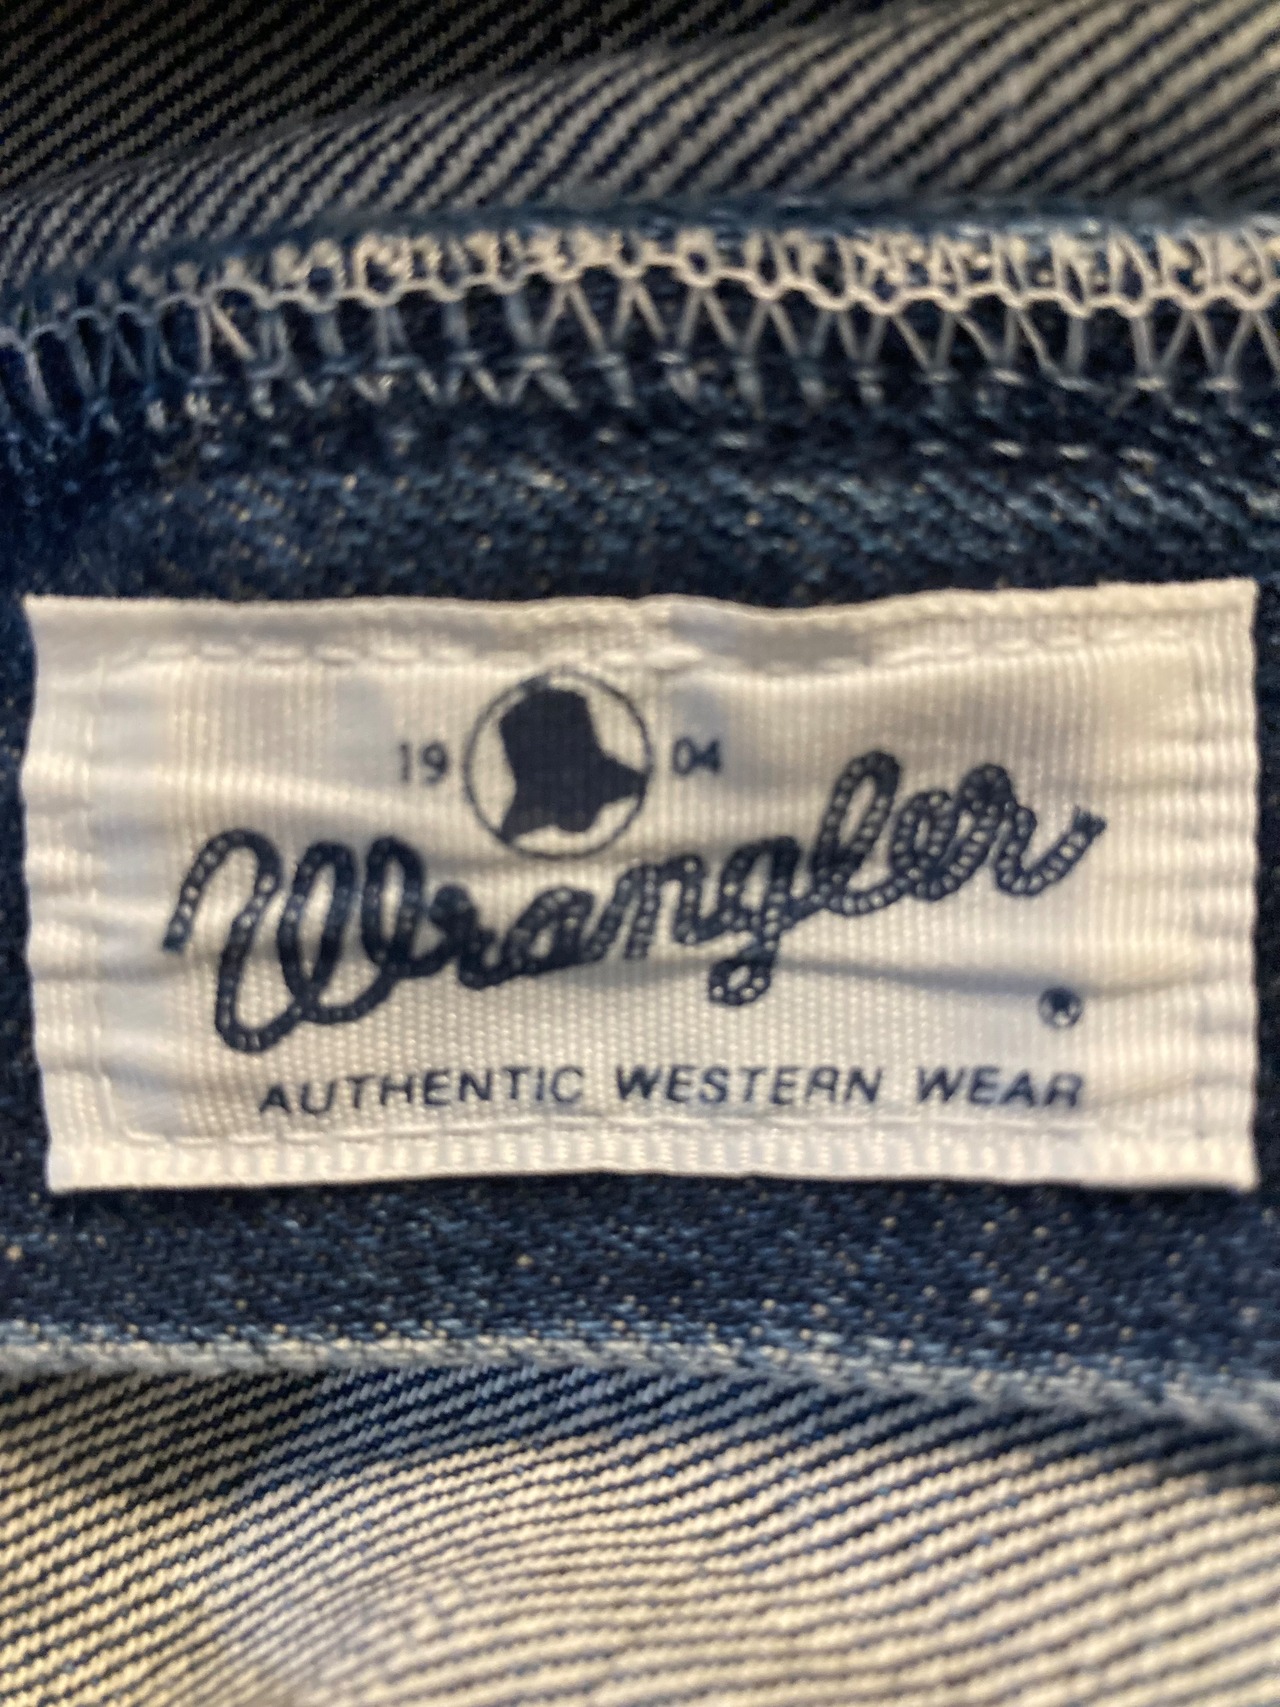 19 04
Wrangler
®
AUTHENTIC WESTERN WEAR